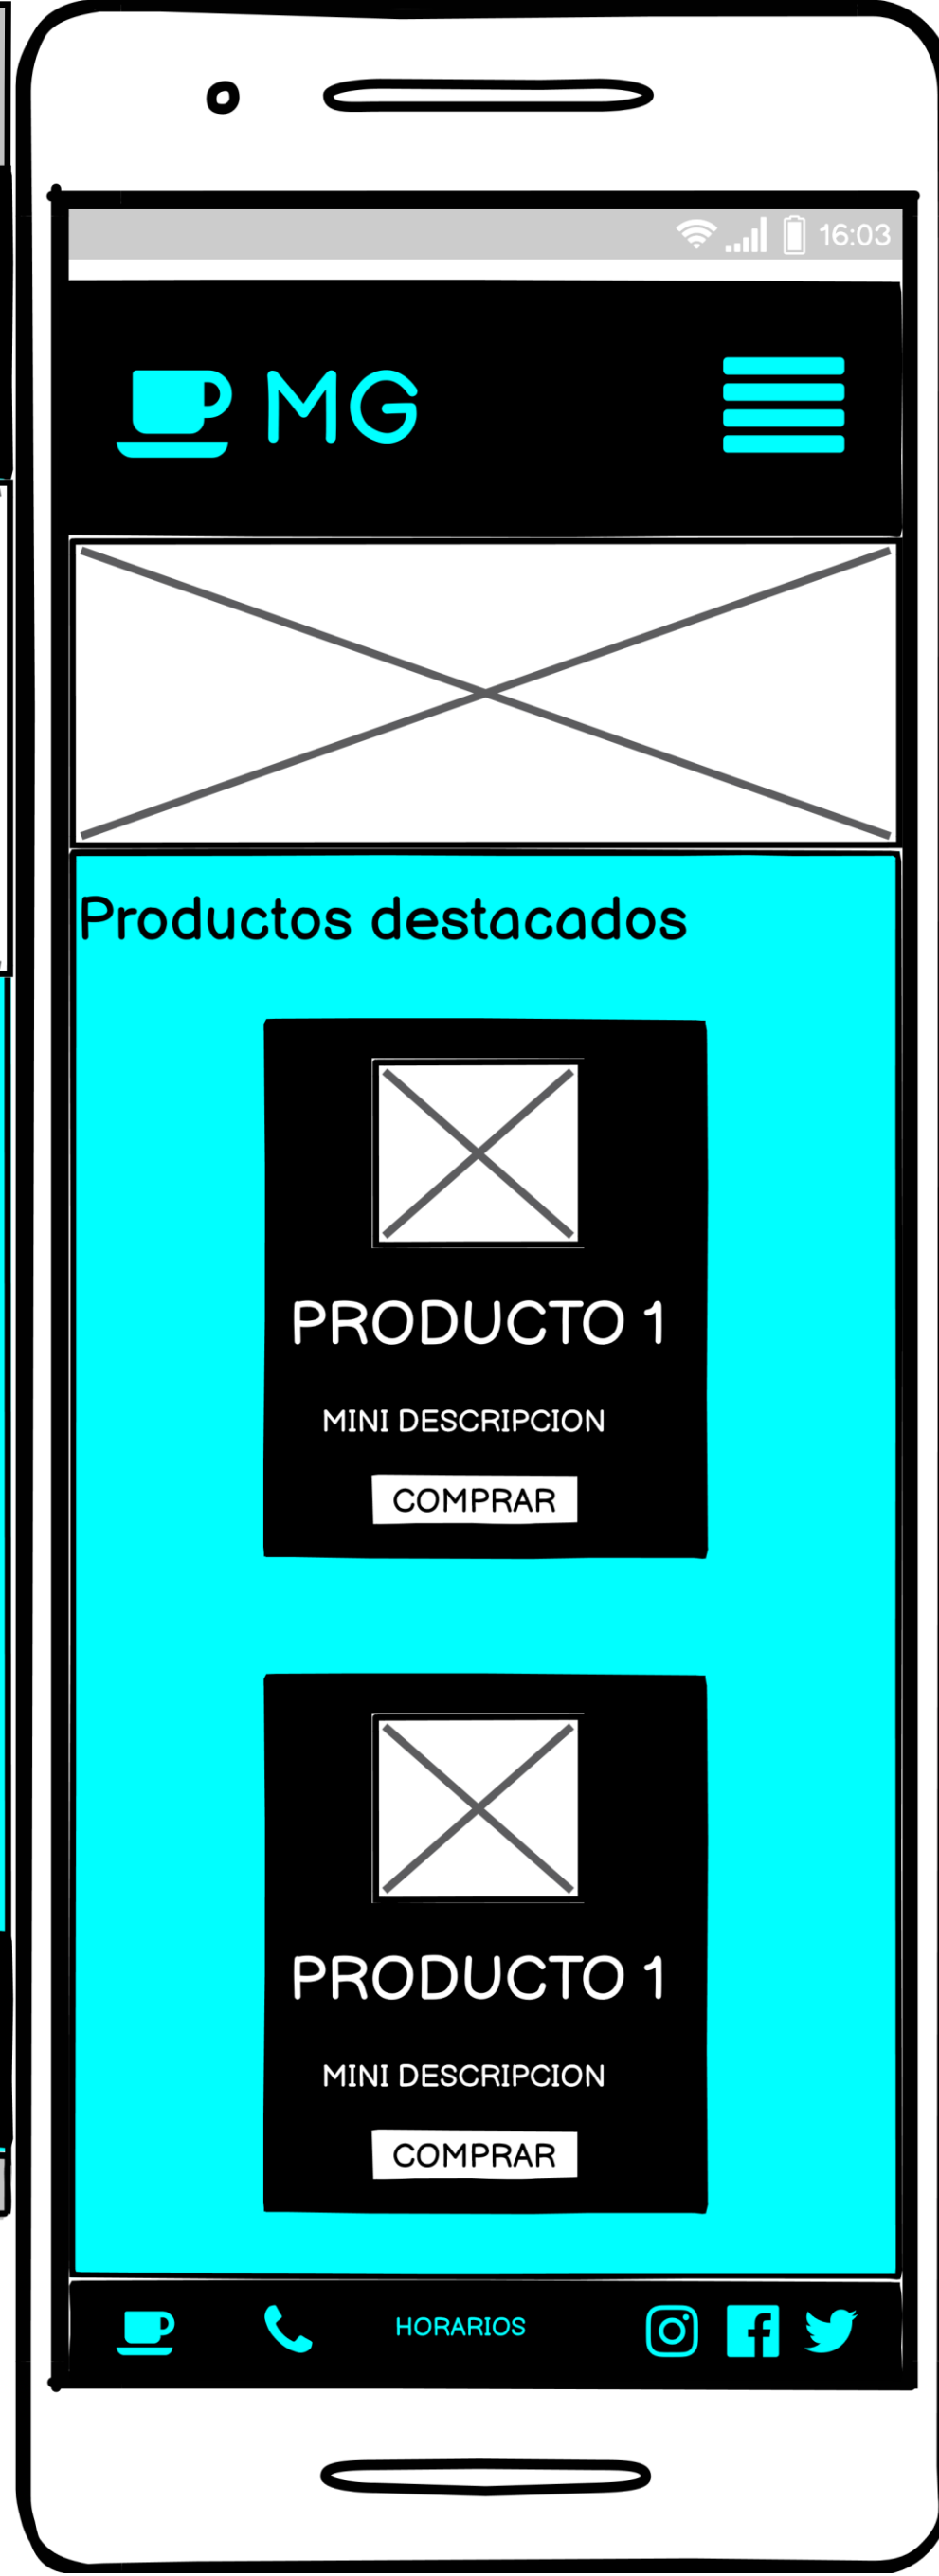 16:03
MG
Productos destacados
PRODUCTO 1
MINI DESCRIPCION
COMPRAR
PRODUCTO 1
MINI DESCRIPCION
COMPRAR
HORARIOS